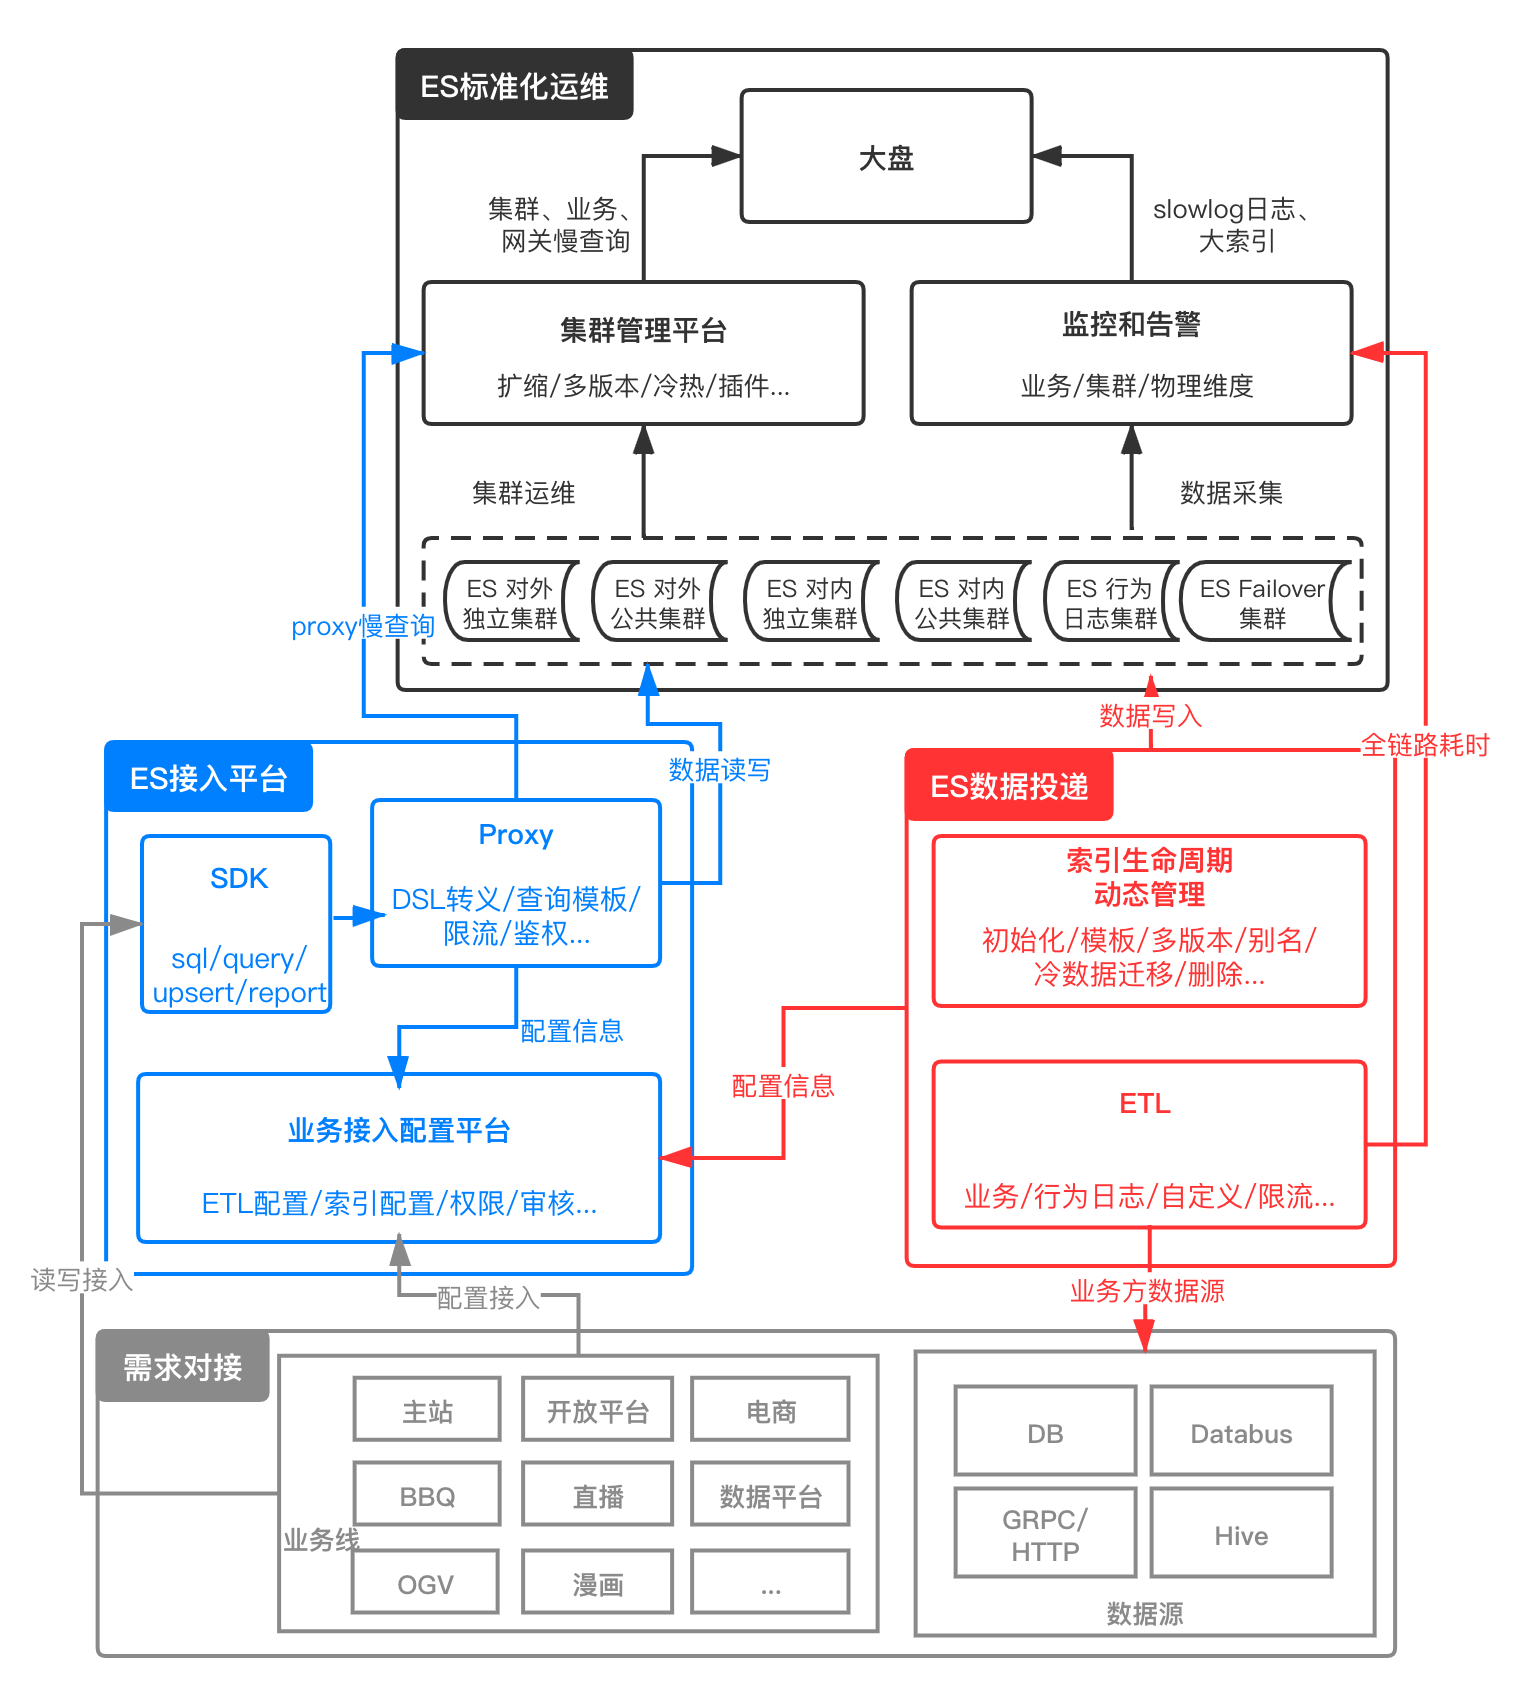 ES标准化运维
大盘
集群、业务、
网关慢查询
slowlog日志、
大索引
集群管理平台
扩缩/多版本/冷热/插件...
监控和告警
业务/集群/物理维度
集群运维
数据采集
ES 对外
独立集群
ES 对外
公共集群
ES 对内
独立集群
ES 对内
公共集群
ES 行为
日志集群
ES Failover
集群
proxy慢查询
数据写入
全链路耗时
数据读写
ES接入平台
SDK
sql/query/
upsert/report
Proxy
DSL转义/查询模板/
限流/鉴权...
配置信息
业务接入配置平台
ETL配置/索引配置/权限/审核...
配置信息
ES数据投递
索引生命周期
动态管理
初始化/模板/多版本/别名/
冷数据迁移/删除...
ETL
业务/行为日志/自定义/限流...
读写接入
配置接入
业务方数据源
需求对接
主站
开放平台
电商
BBQ
直播
数据平台
业务线
OGV
漫画
...
DB
Databus
GRPC/
HTTP
Hive
数据源